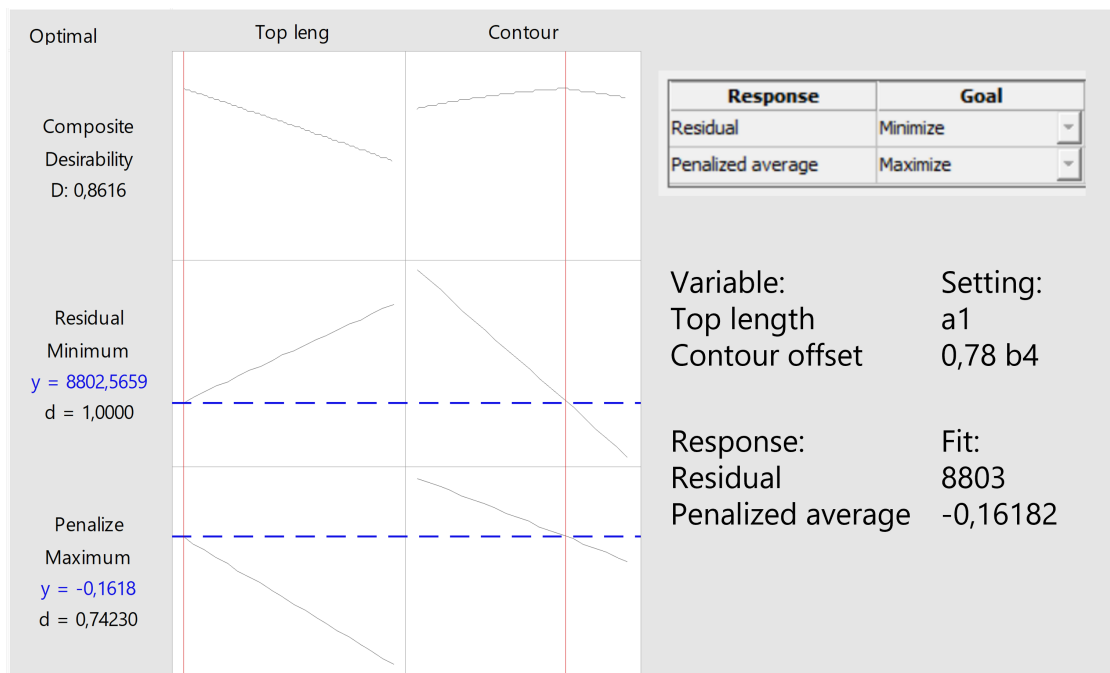 Optimal
Top leng
Contour
Composite
Desirability
D: 0,8616
Residual
Minimum
y = 8802,5659
d = 1,0000
Penalize
Maximum
y = -0,1618
d = 0,74230
Response Goal
Residual Minimize
Penalized average Maximize
Variable: Setting:
Top length a1
Contour offset 0,78 b4
Response: Fit:
Residual 8803
Penalized average -0,16182